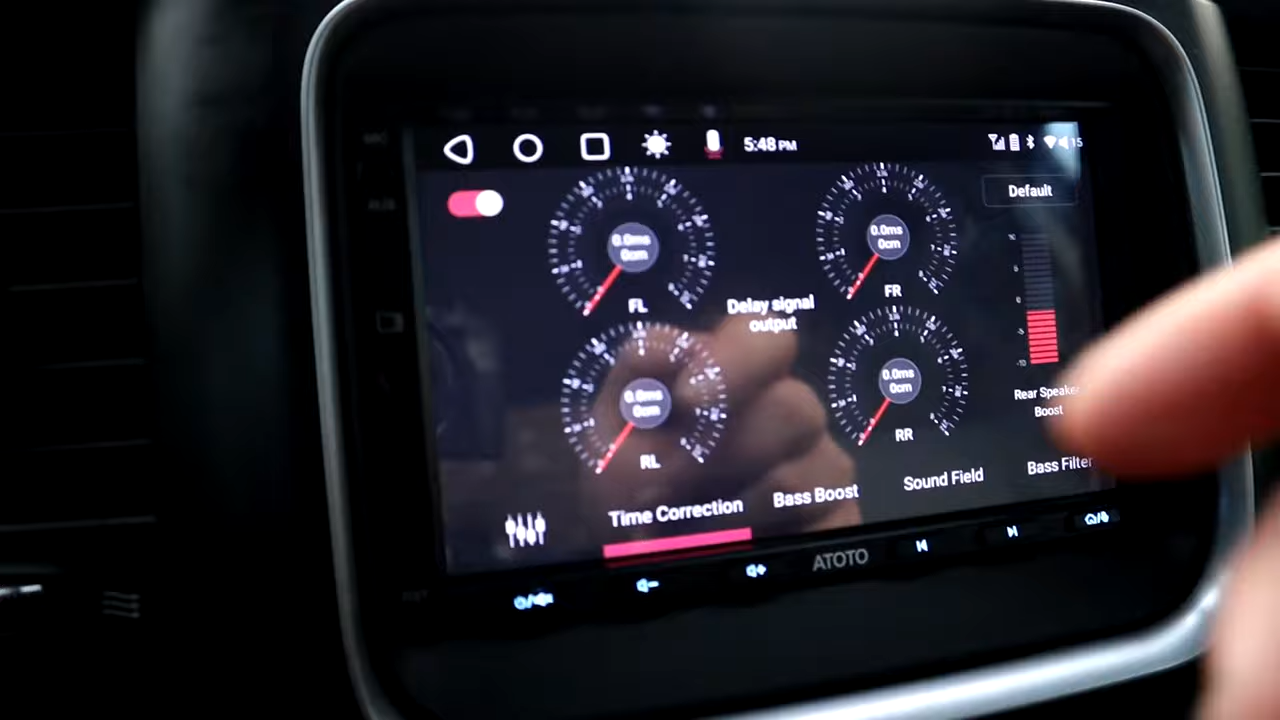 5:48 PM
15
Default
0.0ms
0cm
FL
0.0ms
0cm
FR
Delay signal
output
0.0ms
0cm
RL
0.0ms
0cm
RR
Rear Speaker
Boost
Time Correction
Bass Boost
Sound Field
Bass Filter
ATOTO